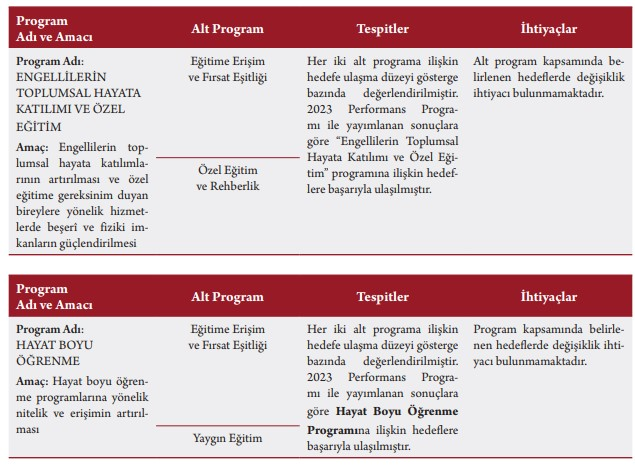 Program
Adı ve Amacı
Alt Program
Tespitler
İhtiyaçlar
Program Adı:
ENGELLİLERİN
TOPLUMSAL HAYATA
KATILIMI VE ÖZEL
EĞİTİM
Amaç: Engellilerin top-
lumsal hayata katılımla-
rının artırılması ve özel
eğitime gereksinim duyan
bireylere yönelik hizmet-
lerde beşerî ve fiziki im-
kanların güçlendirilmesi
Eğitime Erişim
ve Fırsat Eşitliği
Özel Eğitim
ve Rehberlik
Her iki alt programa ilişkin
hedefe ulaşma düzeyi gösterge
bazında değerlendirilmiştir.
2023 Performans Progra-
mı ile yayımlanan sonuçlara
göre “Engellilerin Toplumsal
Hayata Katılımı ve Özel Eği-
tim” programına ilişkin hedef-
lere başarıyla ulaşılmıştır.
Alt program kapsamında be-
lirlenen hedeflerde değişiklik
ihtiyacı bulunmamaktadır.
Program
Adı ve Amacı
Alt Program
Tespitler
İhtiyaçlar
Program Adı:
HAYAT BOYU
ÖĞRENME
Amaç: Hayat boyu öğren-
me programlarına yönelik
nitelik ve erişimin artırıl-
ması
Eğitime Erişim
ve Fırsat Eşitliği
Yaygın Eğitim
Her iki alt programa ilişkin
hedefe ulaşma düzeyi gösterge
bazında değerlendirilmiştir.
2023 Performans Progra-
mı ile yayımlanan sonuçlara
göre Hayat Boyu Öğrenme
Programına ilişkin hedeflere
başarıyla ulaşılmıştır.
Program kapsamında belirle-
nen hedeflerde değişiklik ihti-
yacı bulunmamaktadır.